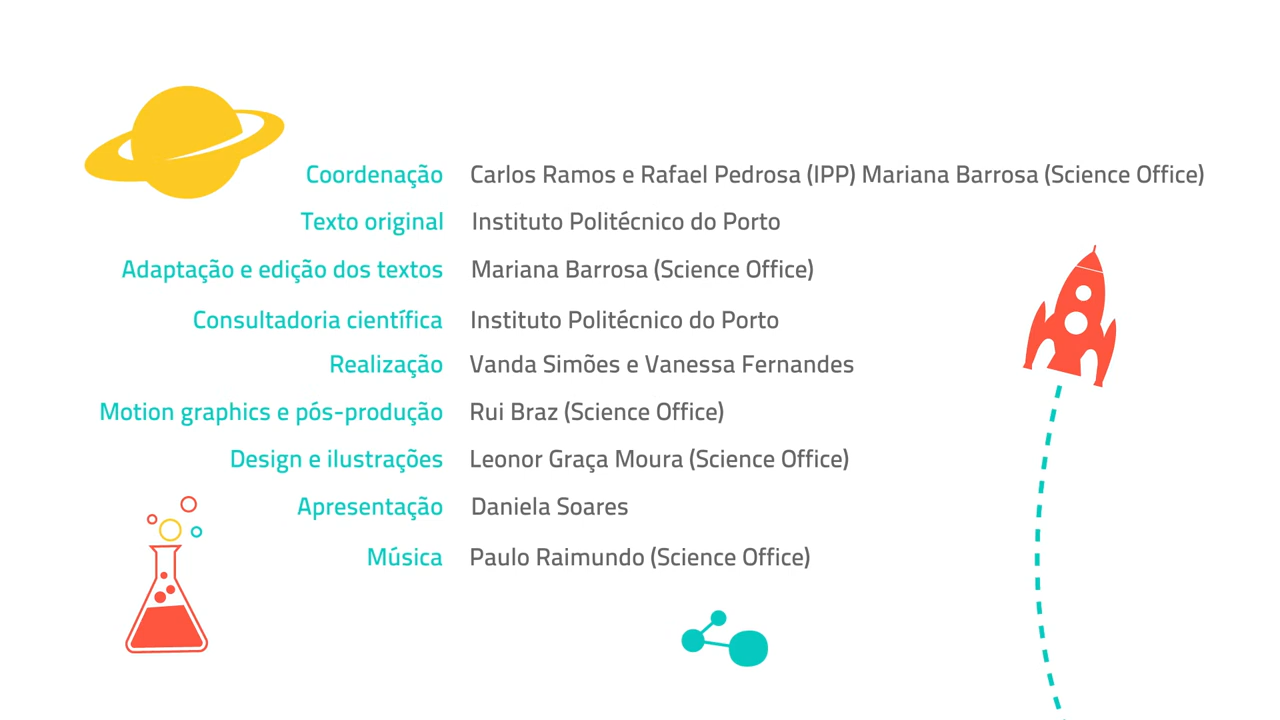 Coordenação Carlos Ramos e Rafael Pedrosa (IPP) Mariana Barrosa (Science Office)
Texto original Instituto Politécnico do Porto
Adaptação e edição dos textos Mariana Barrosa (Science Office)
Consultadoria científica Instituto Politécnico do Porto
Realização Vanda Simões e Vanessa Fernandes
Motion graphics e pós-produção Rui Braz (Science Office)
Design e ilustrações Leonor Graça Moura (Science Office)
Apresentação Daniela Soares
Música Paulo Raimundo (Science Office)